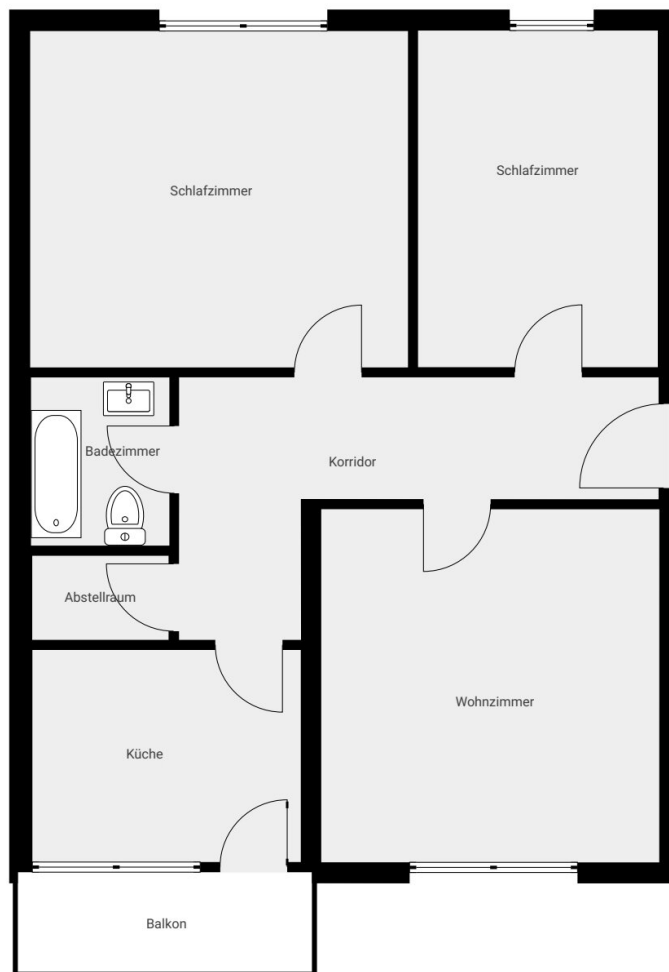 Schlafzimmer
Schlafzimmer
Badezimmer
Korridor
Abstellraum
Wohnzimmer
Küche
Balkon